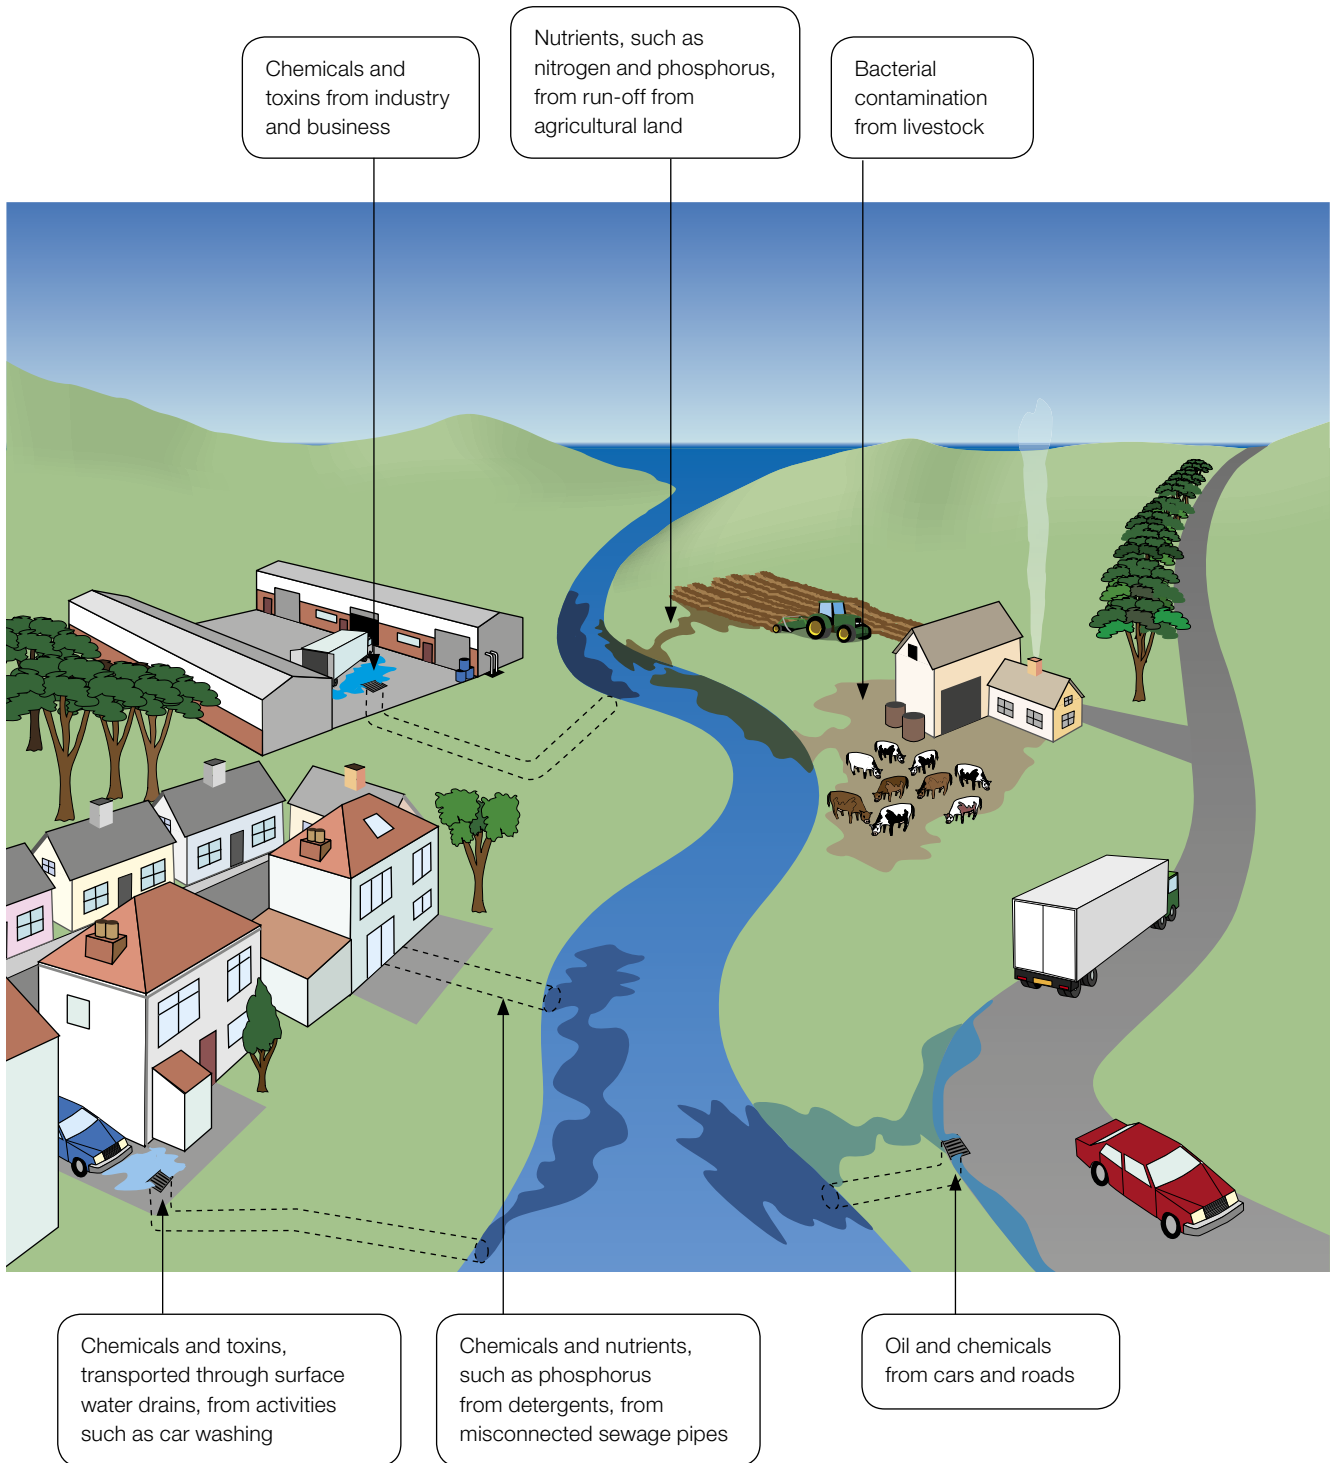 Chemicals and
toxins from industry
and business
Nutrients, such as
nitrogen and phosphorus,
from run-off from
agricultural land
Bacterial
contamination
from livestock
Chemicals and toxins,
transported through surface
water drains, from activities
such as car washing
Chemicals and nutrients,
such as phosphorus
from detergents, from
misconnected sewage pipes
Oil and chemicals
from cars and roads